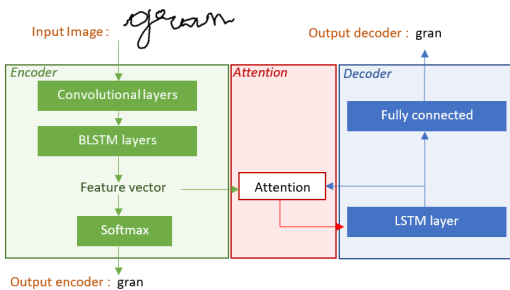 Input Image : gran
Output decoder : gran
Encoder
Attention
Decoder
Convolutional layers
BLSTM layers
Feature vector
Softmax
Attention
Fully connected
LSTM layer
Output encoder : gran